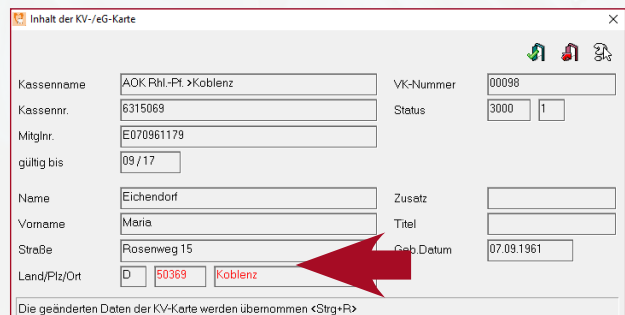 Inhalt der KV-/eG-Karte
Kassenname AOK Rhl.-Pf. >Koblenz VK-Nummer 00098
Kassennr. 6315069 Status 3000 1
Mitglnr. E070961179
gültig bis 09/17
Name Eichendorf Zusatz
Vorname Maria Titel
Straße Rosenweg 15 Geb.Datum 07.09.1961
Land/Plz/Ort D 50369 Koblenz
Die geänderten Daten der KV-Karte werden übernommen <Strg+R>